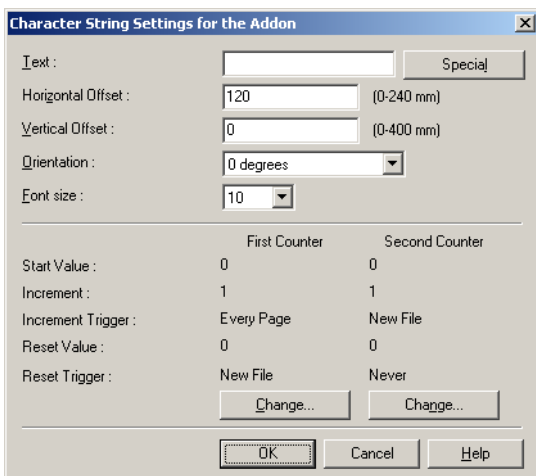 Character String Settings for the Addon
Text :
Special
Horizontal Offset : 120 (0-240 mm)
Vertical Offset : 0 (0-400 mm)
Orientation : 0 degrees
Font size : 10
First Counter Second Counter
Start Value : 0 0
Increment : 1 1
Increment Trigger : Every Page New File
Reset Value : 0 0
Reset Trigger : New File Never
Change... Change...
OK Cancel Help